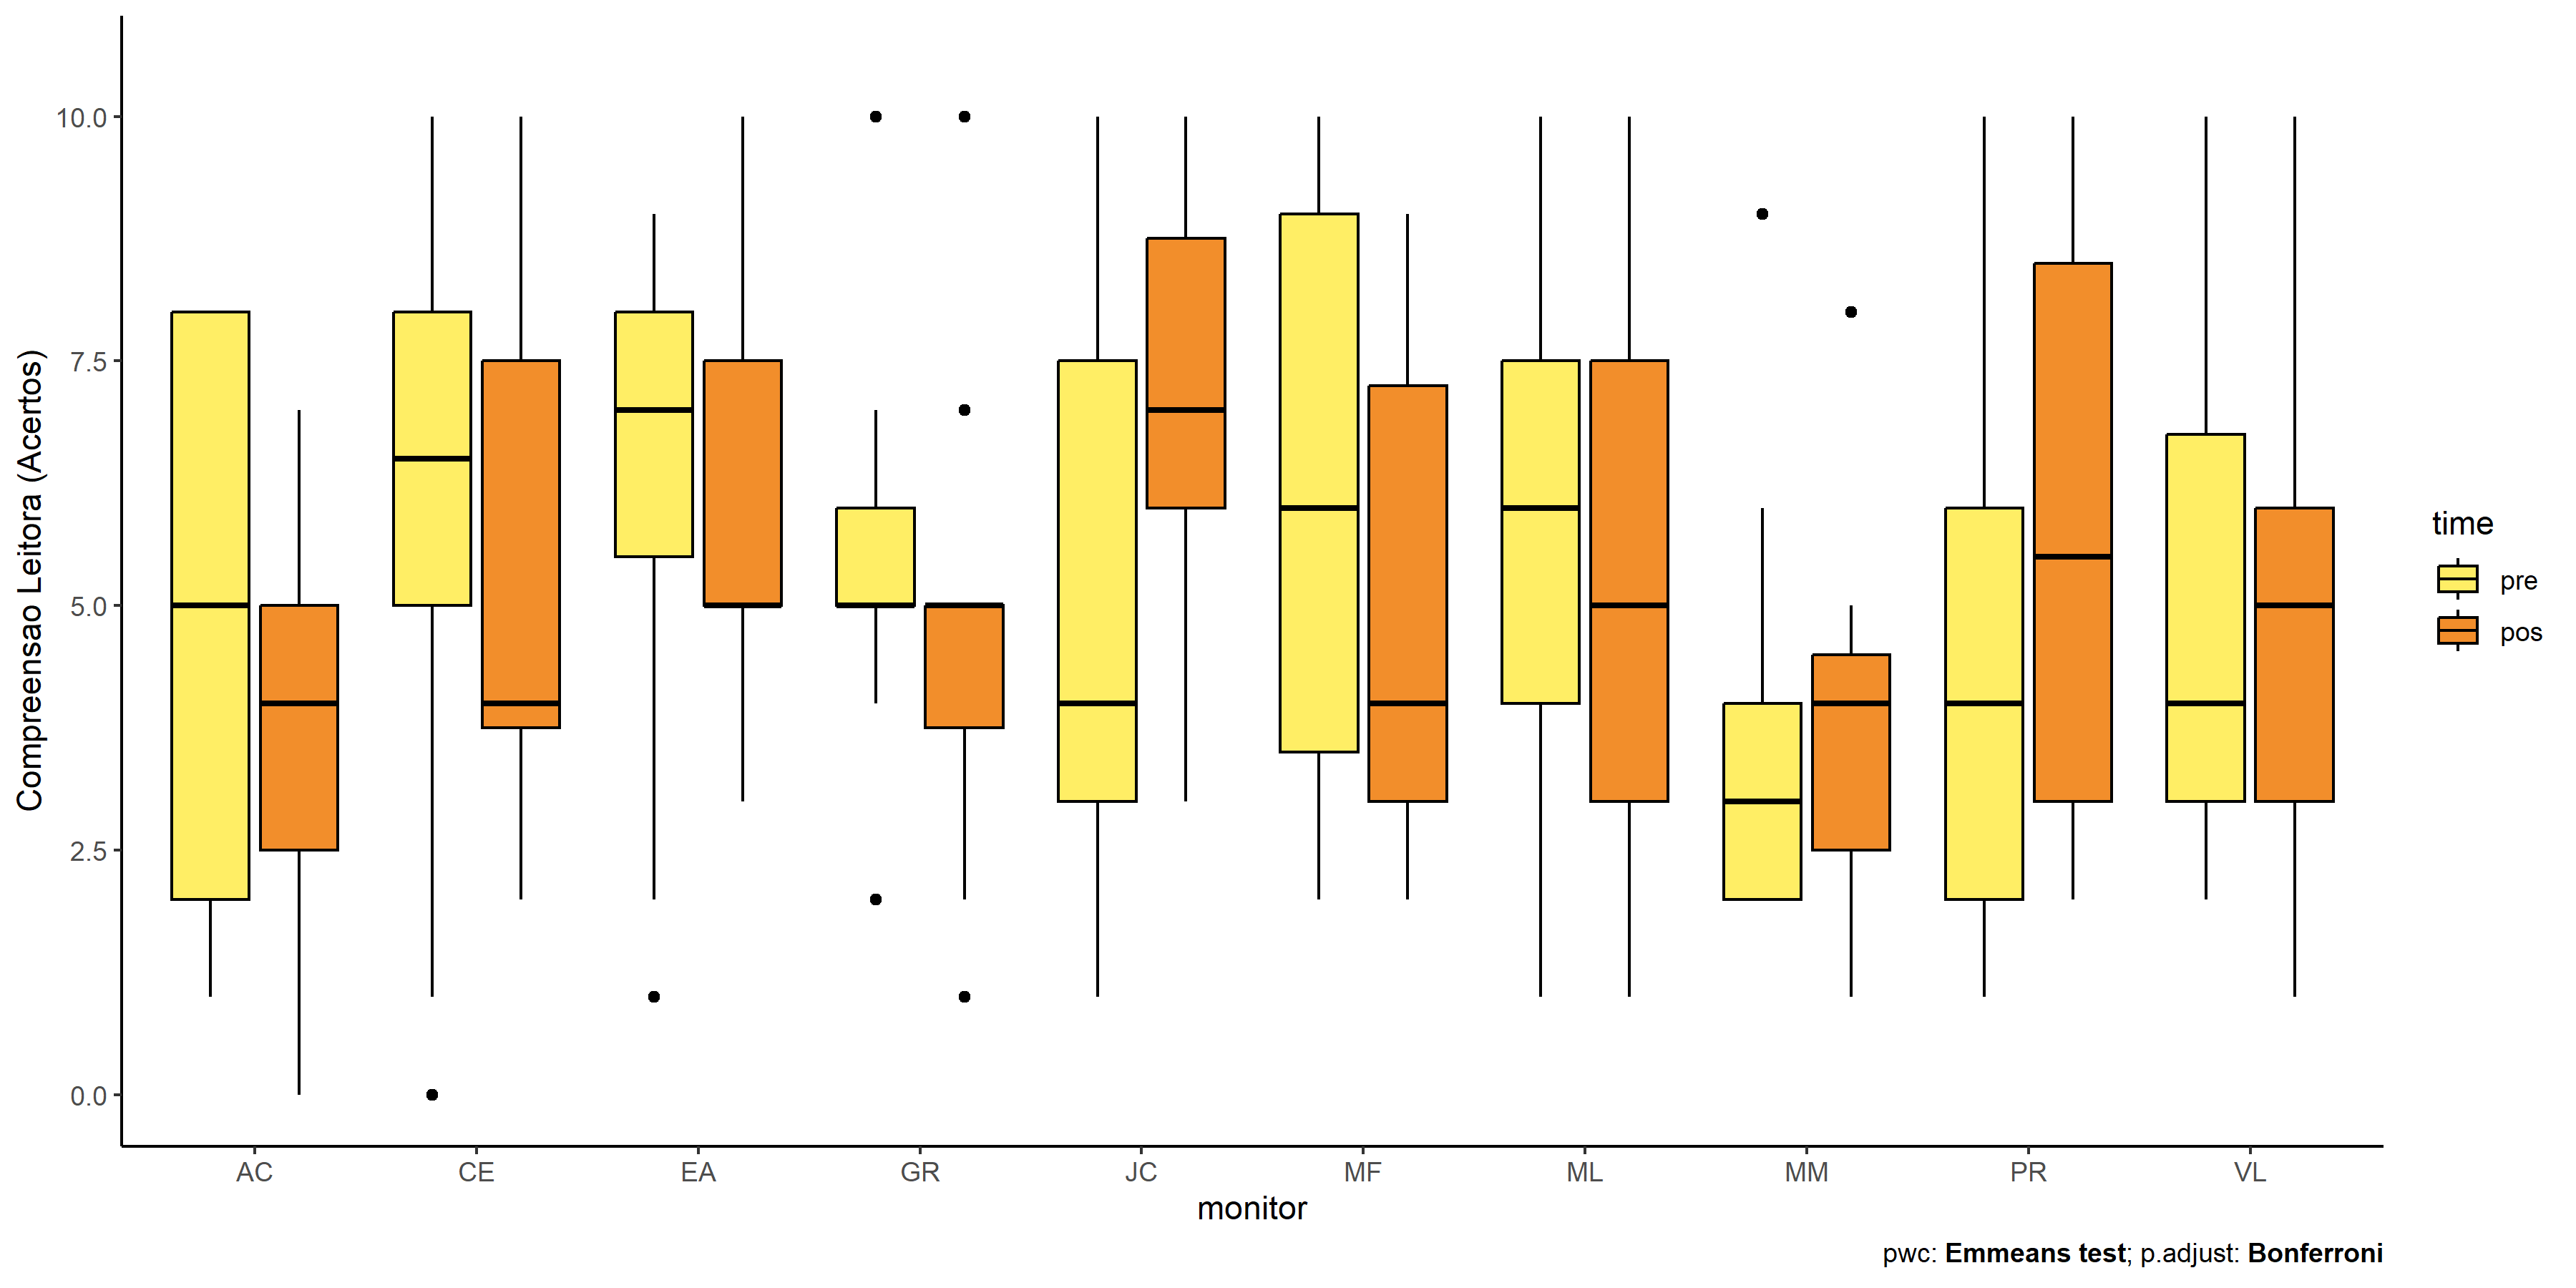 Compreensao Leitora (Acertos)
10.0
7.5
5.0
2.5
0.0
AC CE EA GR JC MF ML MM PR VL
monitor
time
pre
pos
pwc: Emmeans test; p.adjust: Bonferroni